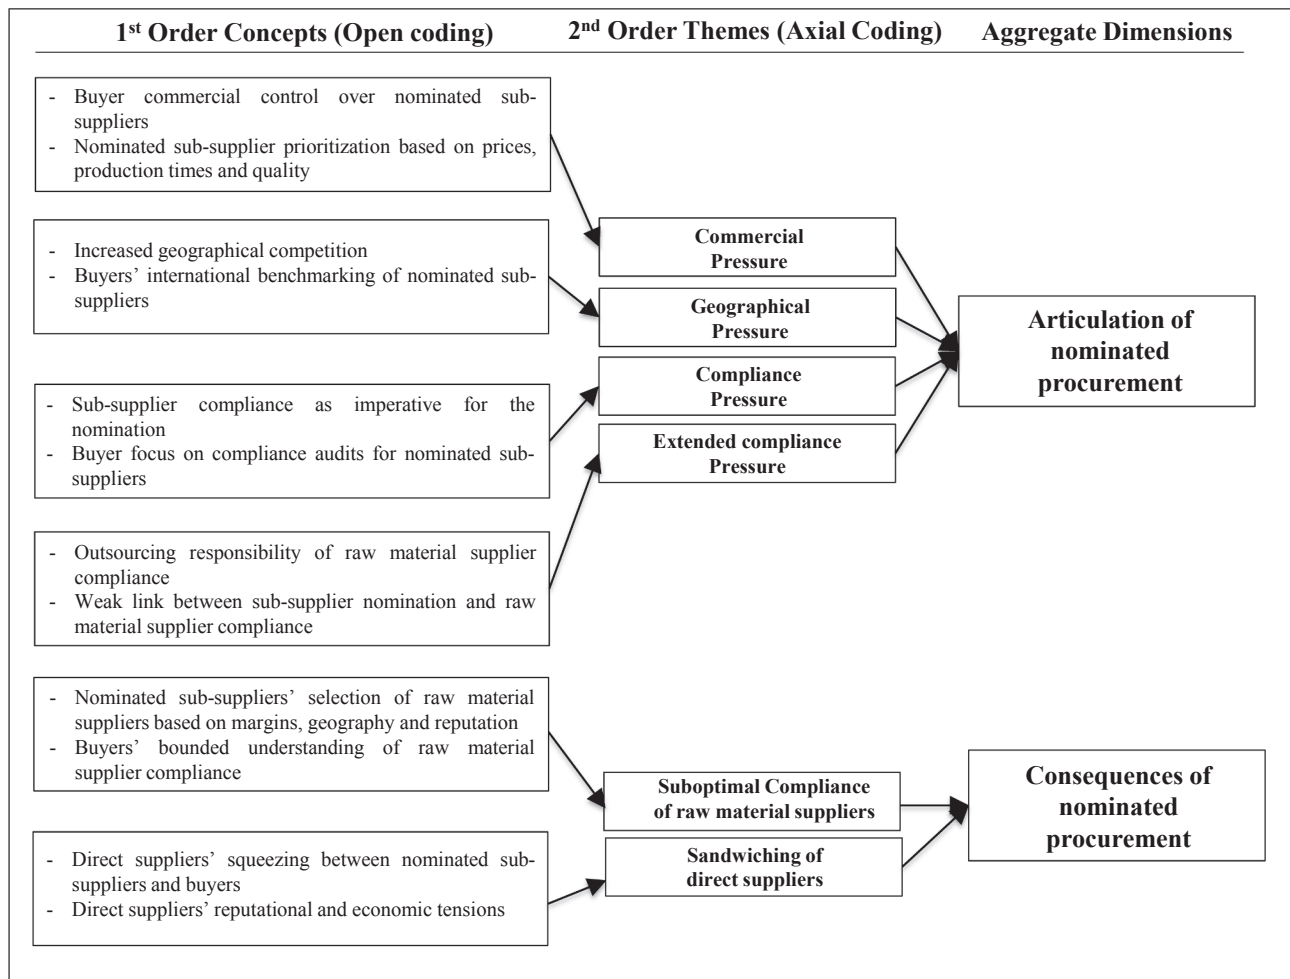 1st Order Concepts (Open coding)
2nd Order Themes (Axial Coding)
Aggregate Dimensions
- Buyer commercial control over nominated sub-
suppliers
- Nominated sub-supplier prioritization based on prices,
production times and quality
- Increased geographical competition
- Buyers’ international benchmarking of nominated sub-
suppliers
- Sub-supplier compliance as imperative for the
nomination
- Buyer focus on compliance audits for nominated sub-
suppliers
- Outsourcing responsibility of raw material supplier
compliance
- Weak link between sub-supplier nomination and raw
material supplier compliance
- Nominated sub-suppliers’ selection of raw material
suppliers based on margins, geography and reputation
- Buyers’ bounded understanding of raw material
supplier compliance
- Direct suppliers’ squeezing between nominated sub-
suppliers and buyers
- Direct suppliers’ reputational and economic tensions
Commercial
Pressure
Geographical
Pressure
Compliance
Pressure
Extended compliance
Pressure
Suboptimal Compliance
of raw material suppliers
Sandwiching of
direct suppliers
Articulation of
nominated
procurement
Consequences of
nominated
procurement